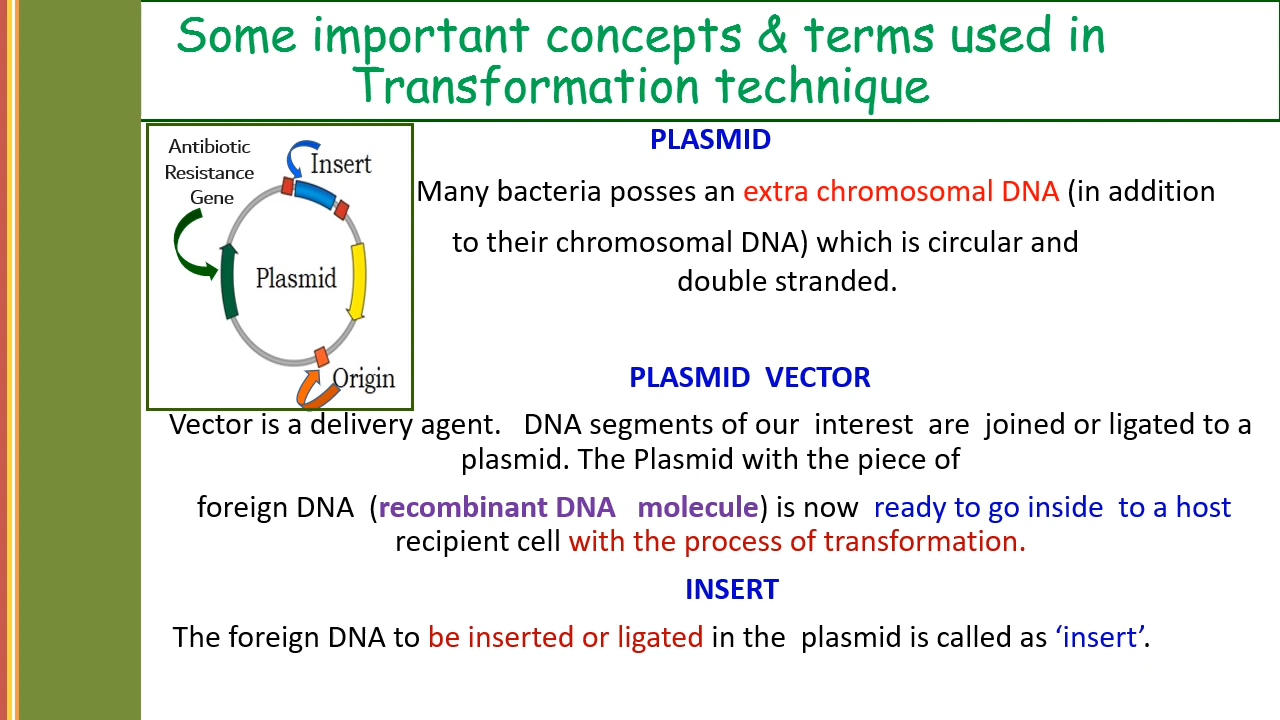 Some important concepts & terms used in
Transformation technique
Antibiotic
Resistance
Gene
Insert
Plasmid
Origin
PLASMID
Many bacteria posses an extra chromosomal DNA (in addition
to their chromosomal DNA) which is circular and
double stranded.
PLASMID VECTOR
Vector is a delivery agent. DNA segments of our interest are joined or ligated to a
plasmid. The Plasmid with the piece of
foreign DNA (recombinant DNA molecule) is now ready to go inside to a host
recipient cell with the process of transformation.
INSERT
The foreign DNA to be inserted or ligated in the plasmid is called as ‘insert’.